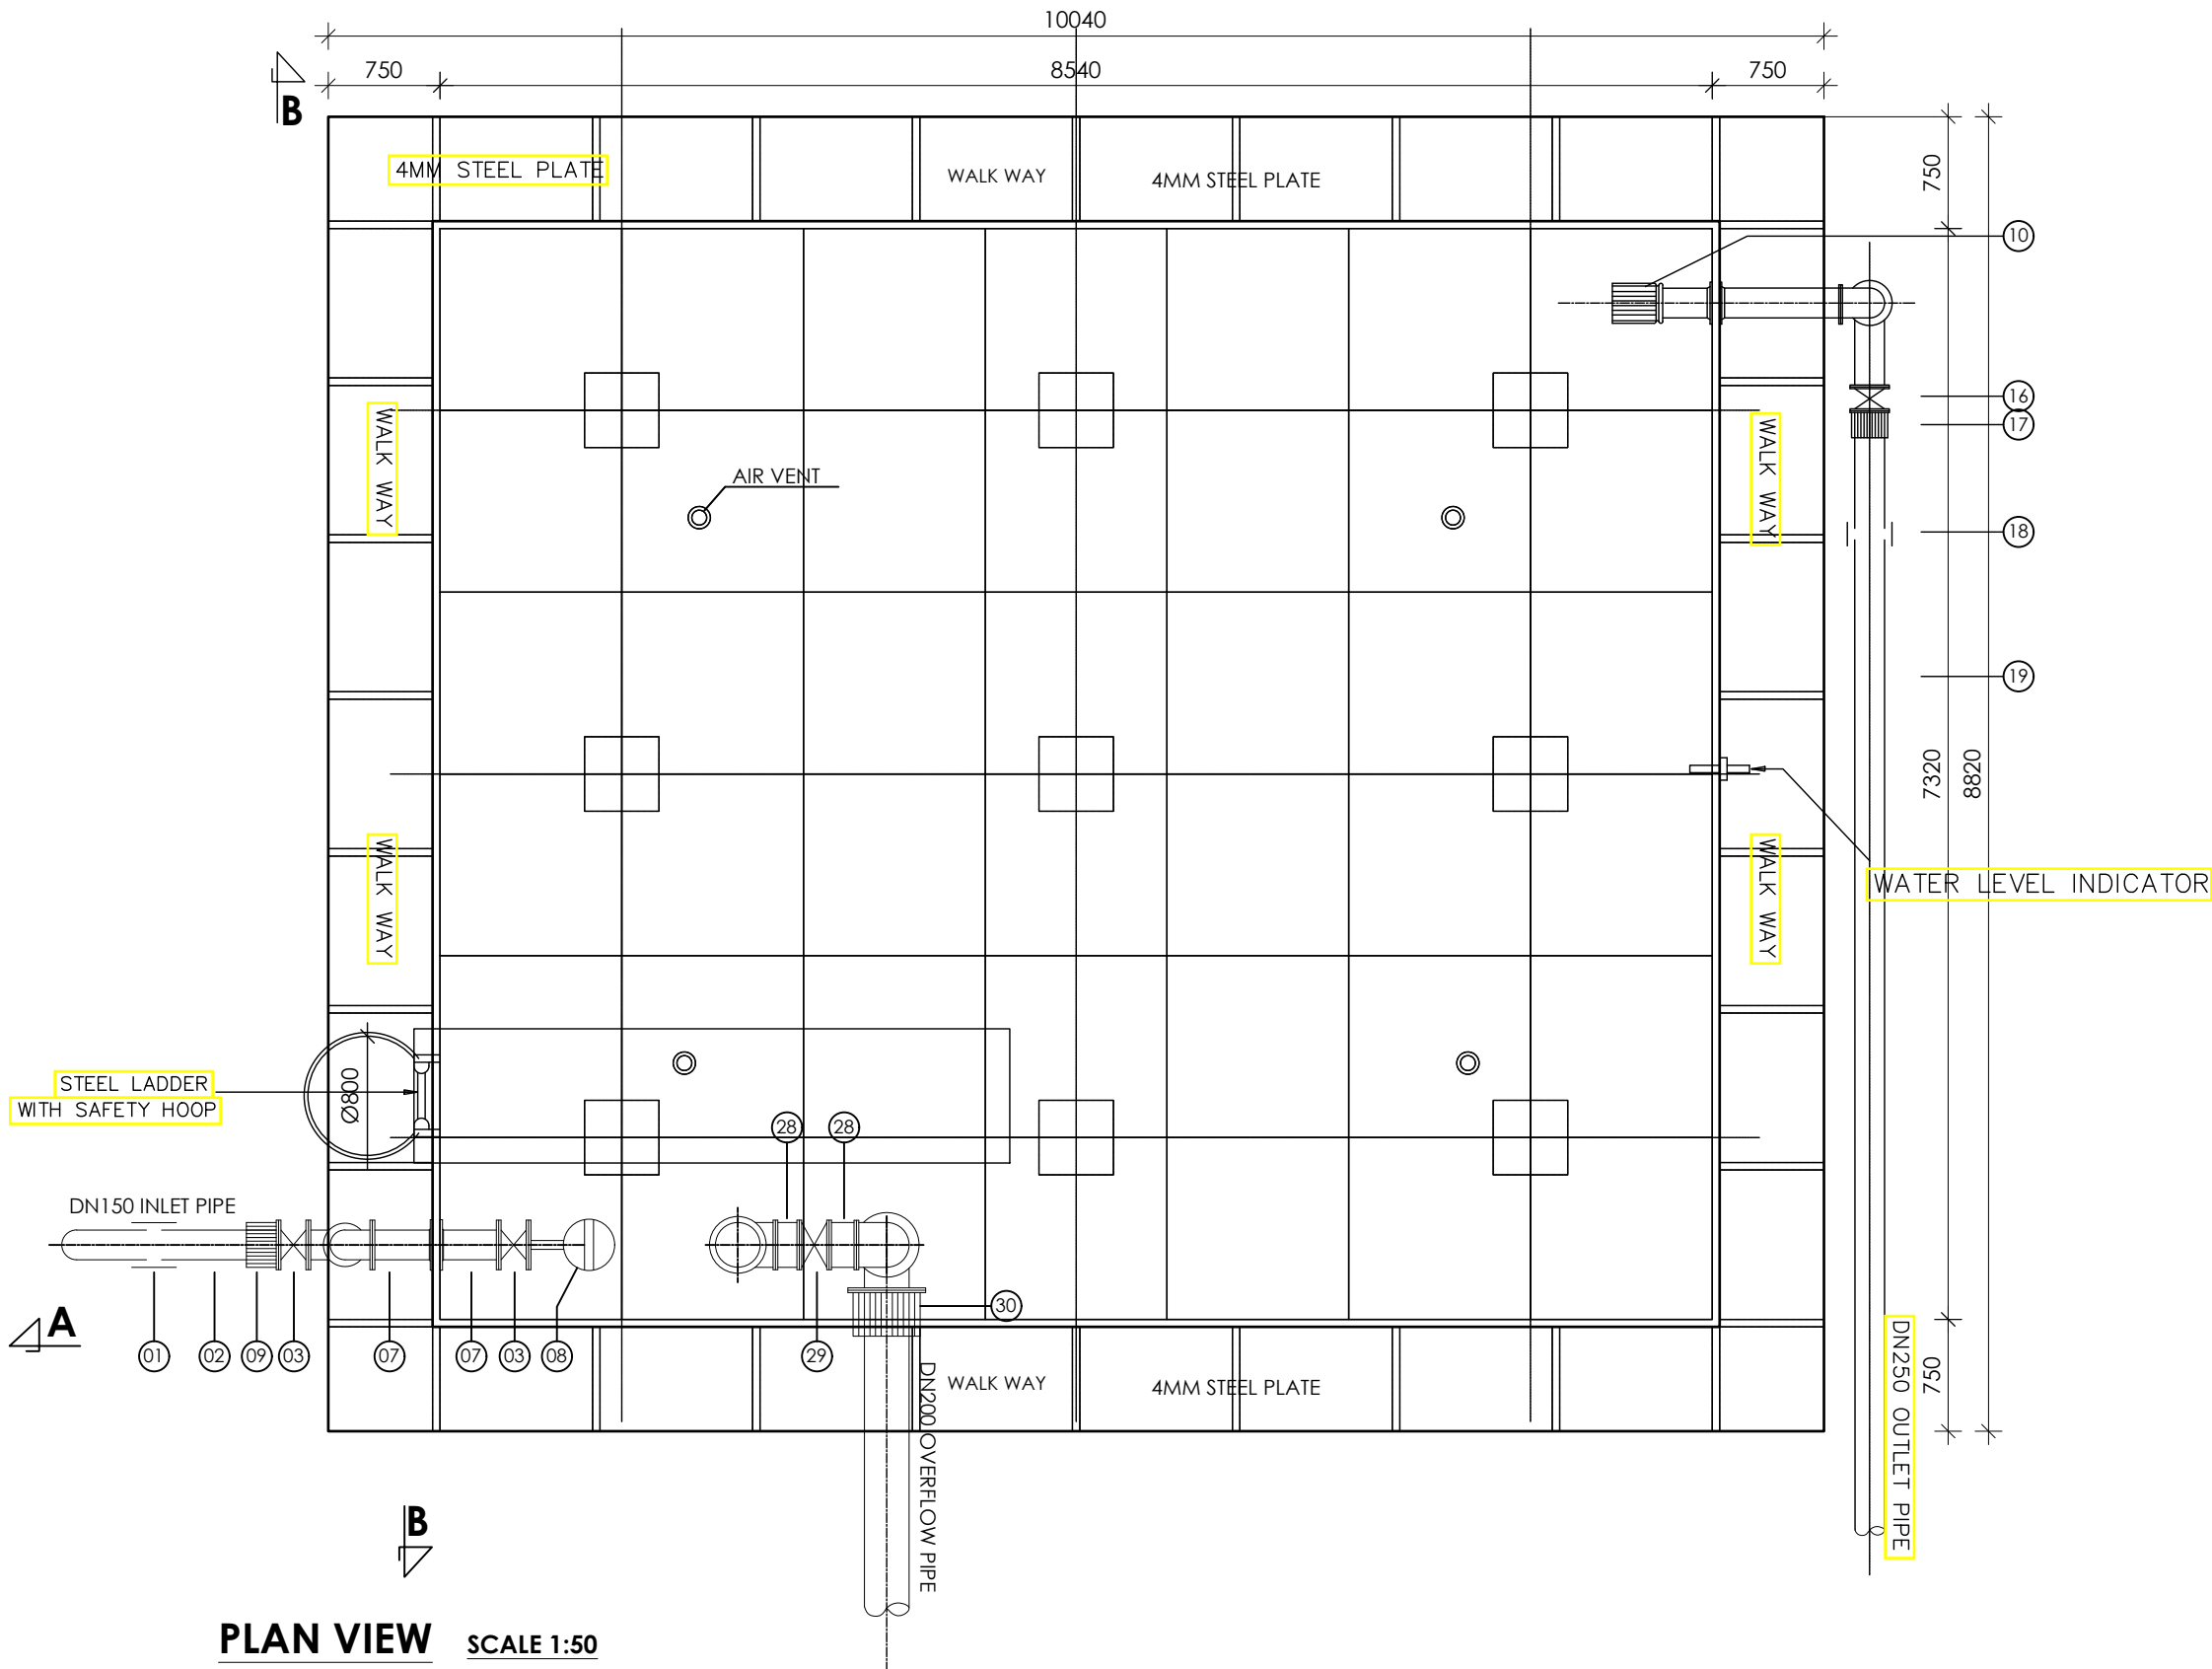 10040
750
8540
750
B
4MM STEEL PLATE
WALK WAY
4MM STEEL PLATE
750
10
16
17
WALK WAY
WALK WAY
AIR VENT
18
19
7320
8820
WALK WAY
WALK WAY
WATER LEVEL INDICATOR
STEEL LADDER
WITH SAFETY HOOP
Ø800
28
28
DN150 INLET PIPE
30
A
01
02
09
03
07
07
03
08
29
WALK WAY
4MM STEEL PLATE
750
DN200 OVERFLOW PIPE
DN250 OUTLET PIPE
B
PLAN VIEW
SCALE 1:50